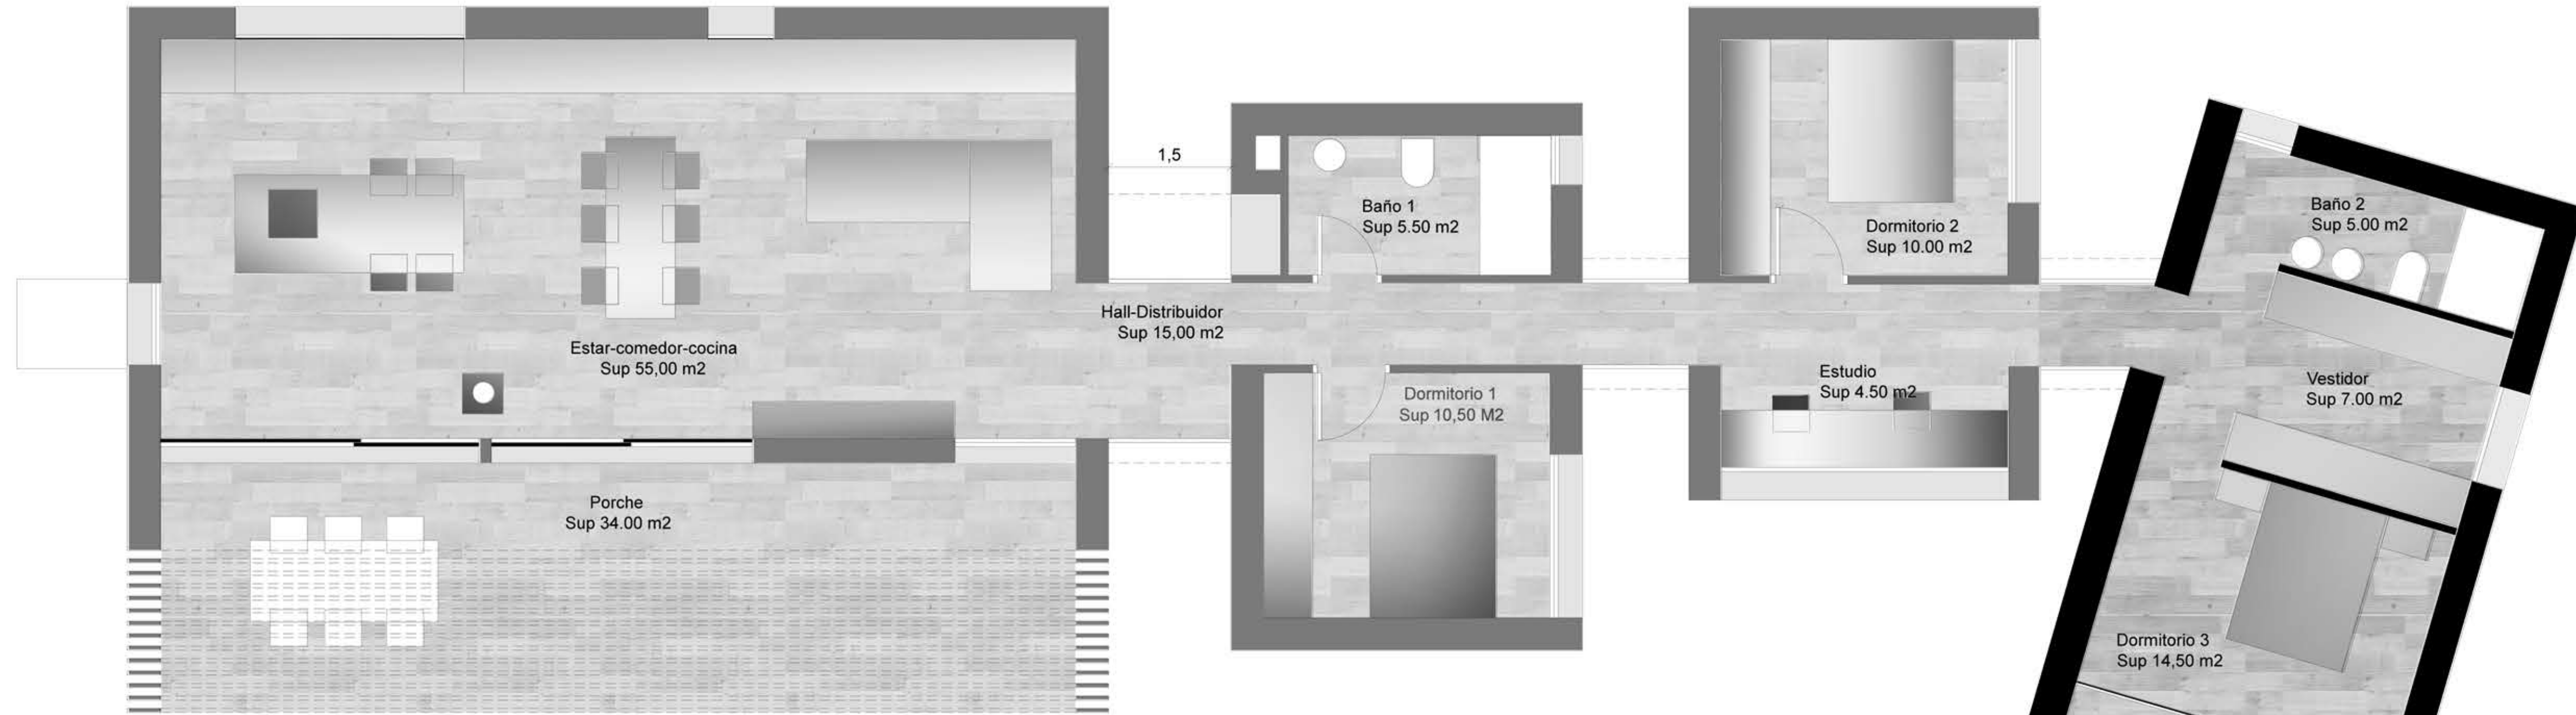 1,5
Baño 1
Sup 5.50 m2
Dormitorio 2
Sup 10.00 m2
Baño 2
Sup 5.00 m2
Hall-Distribuidor
Sup 15,00 m2
Estar-comedor-cocina
Sup 55,00 m2
Dormitorio 1
Sup 10,50 M2
Estudio
Sup 4.50 m2
Vestidor
Sup 7.00 m2
Porche
Sup 34.00 m2
Dormitorio 3
Sup 14,50 m2